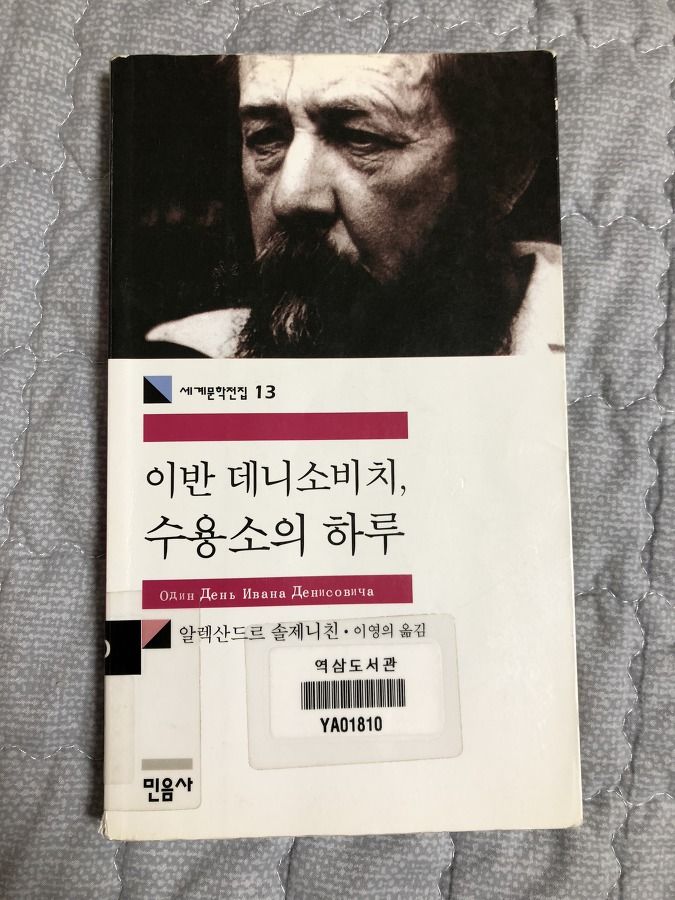 세계문학전집 13
이반 데니소비치,
수용소의 하루
Один День Ивана Денисовича
알렉산드르 솔제니친 · 이영의 옮김
역삼도서관
YA01810
민음사